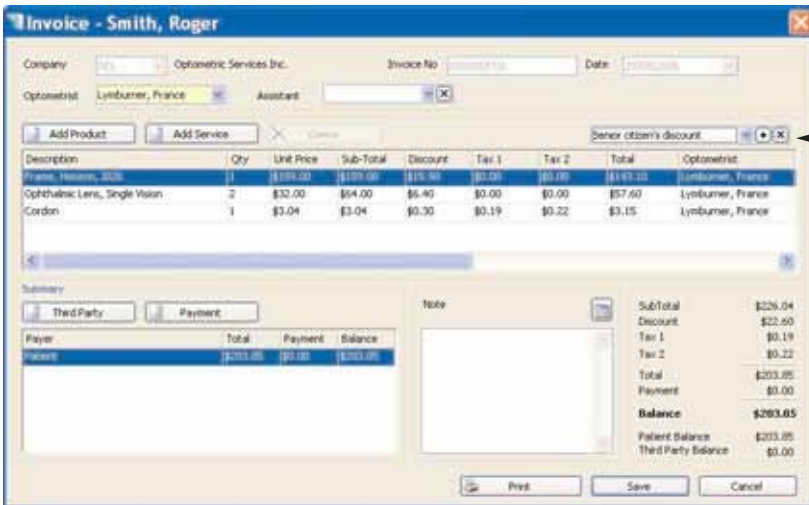 Invoice - Smith, Roger
Company Optometric Services Inc. Invoice No Date
Optometrist Lymburner, France Assistant
Add Product Add Service Senior citizen's discount
Description Qty Unit Price Sub-Total Discount Tax 1 Tax 2 Total Optometrist
Frame, 1 $159.00 $159.00 $15.90 $0.00 $0.00 $143.10 Lymburner, France
Ophthalmic Lens, Single Vision 2 $32.00 $64.00 $6.40 $0.00 $0.00 $57.60 Lymburner, France
Cordon 1 $3.04 $3.04 $0.30 $0.19 $0.22 $3.15 Lymburner, France
Summary
Third Party Payment Note
Payer Total Payment Balance
Patient $203.85 $0.00 $203.85
SubTotal $226.04
Discount $22.60
Tax 1 $0.19
Tax 2 $0.22
Total $203.85
Payment $0.00
Balance $203.85
Patient Balance $203.85
Third Party Balance $0.00
Print Save Cancel